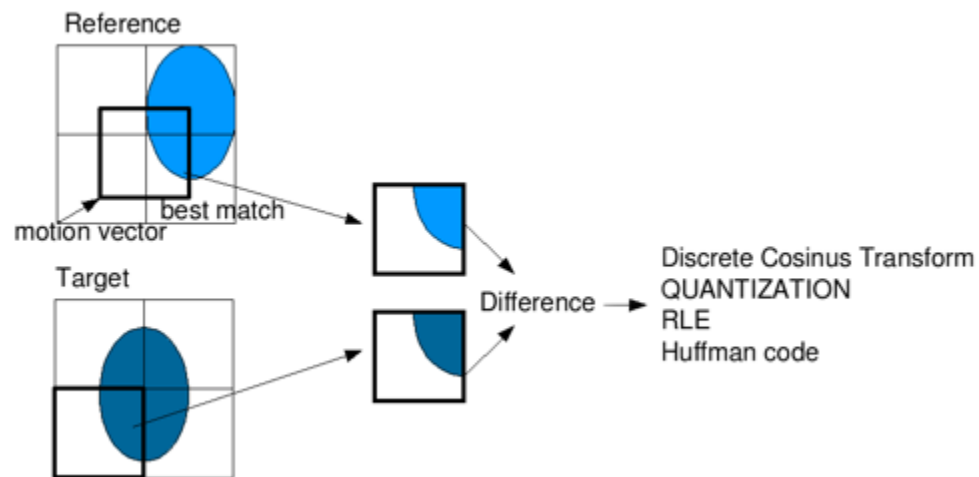 Reference
best match
motion vector
Target
Difference
Discrete Cosinus Transform
QUANTIZATION
RLE
Huffman code